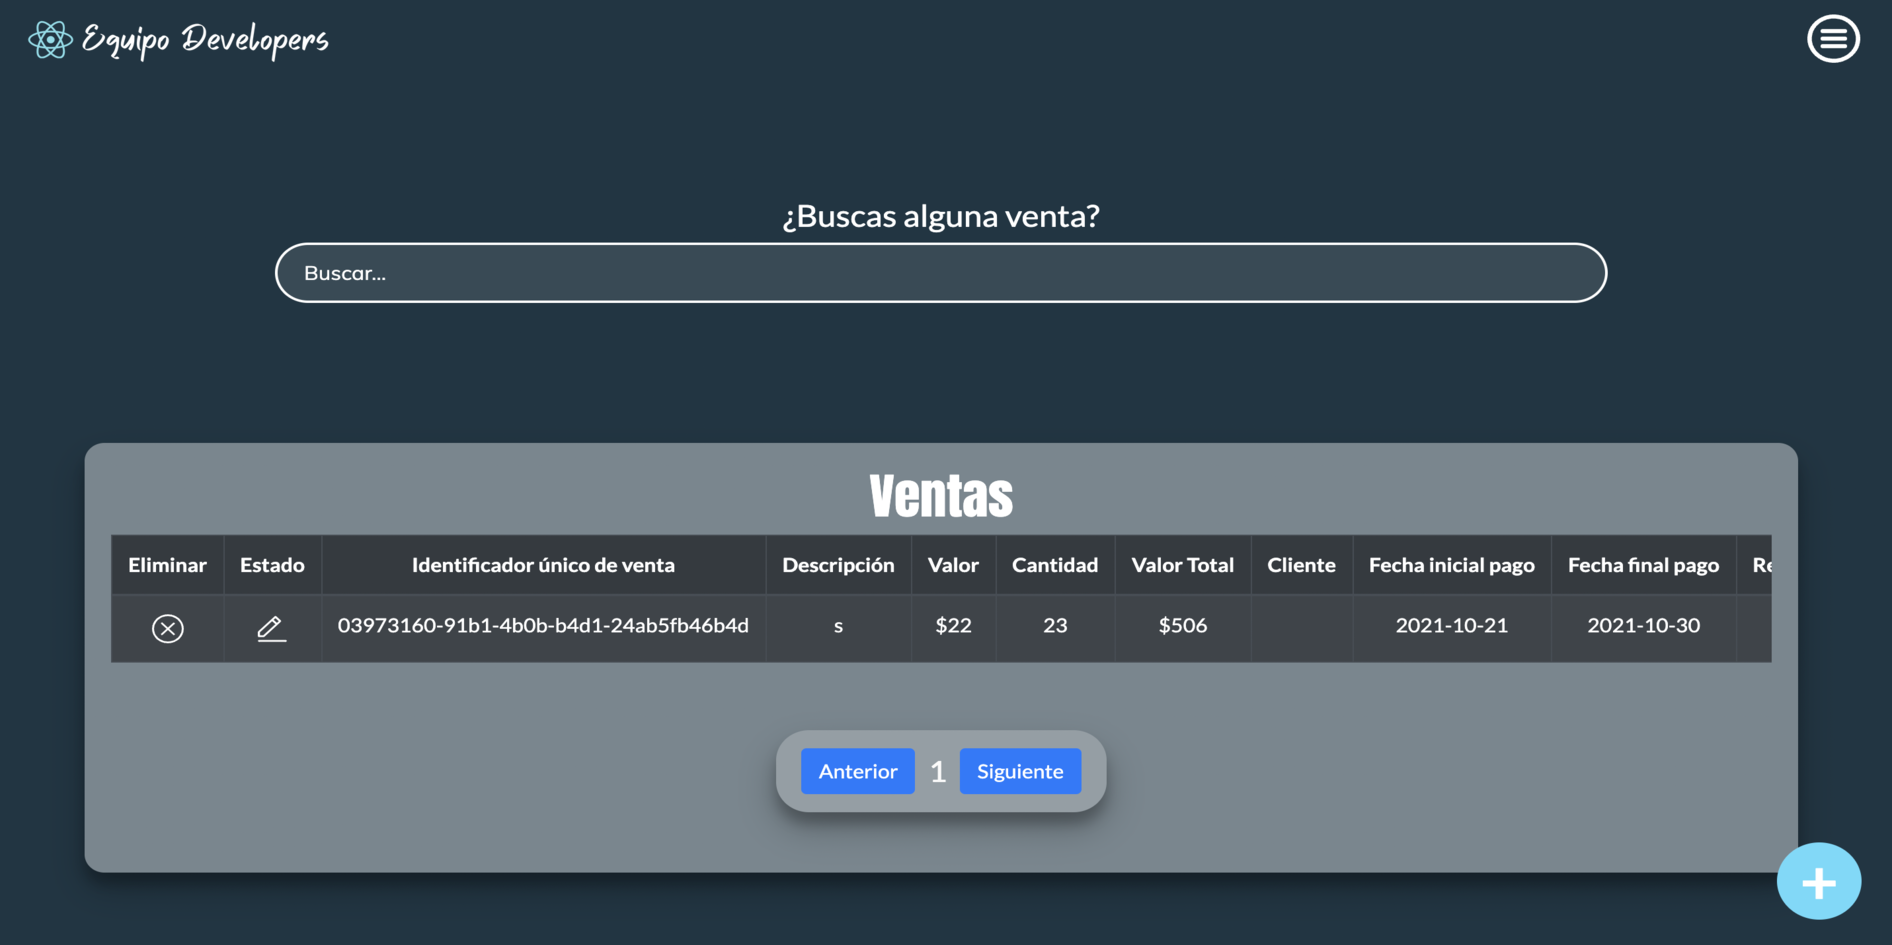 Equipo Developers
¿Buscas alguna venta?
Buscar...
Ventas
Eliminar Estado Identificador único de venta Descripción Valor Cantidad Valor Total Cliente Fecha inicial pago Fecha final pago
03973160-91b1-4b0b-b4d1-24ab5fb46b4d s $22 23 $506 2021-10-21 2021-10-30
Anterior 1 Siguiente